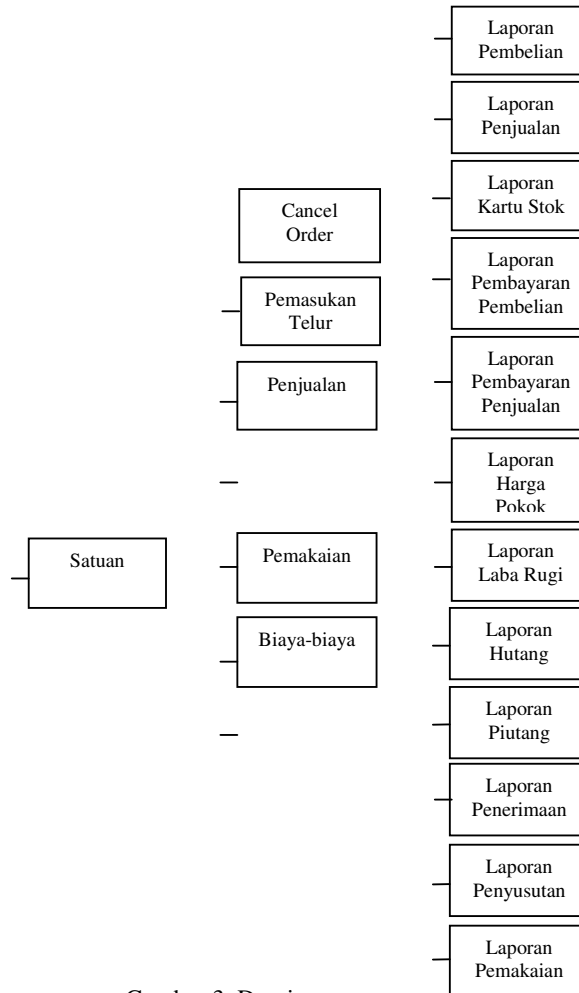 Satuan
Cancel
Order
Pemasukan
Telur
Penjualan
Pemakaian
Biaya-biaya
Laporan
Pembelian
Laporan
Penjualan
Laporan
Kartu Stok
Laporan
Pembayaran
Pembelian
Laporan
Pembayaran
Penjualan
Laporan
Harga
Pokok
Laporan
Laba Rugi
Laporan
Hutang
Laporan
Piutang
Laporan
Penerimaan
Laporan
Penyusutan
Laporan
Pemakaian